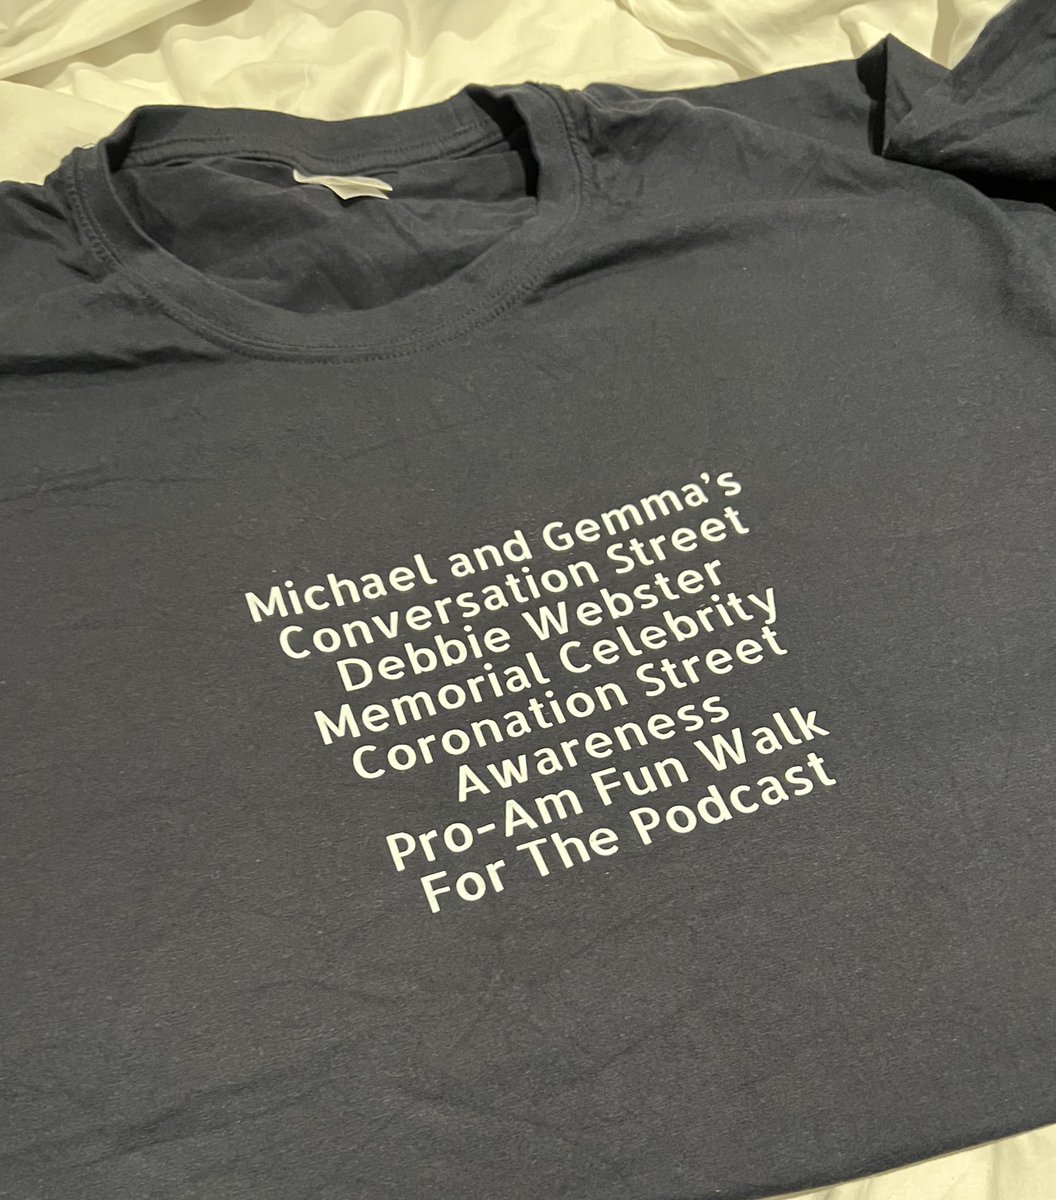 Michael and Gemma's
Conversation Street
Debbie Webster
Memorial Celebrity
Coronation Street
Awareness
Pro-Am Fun Walk
For The Podcast